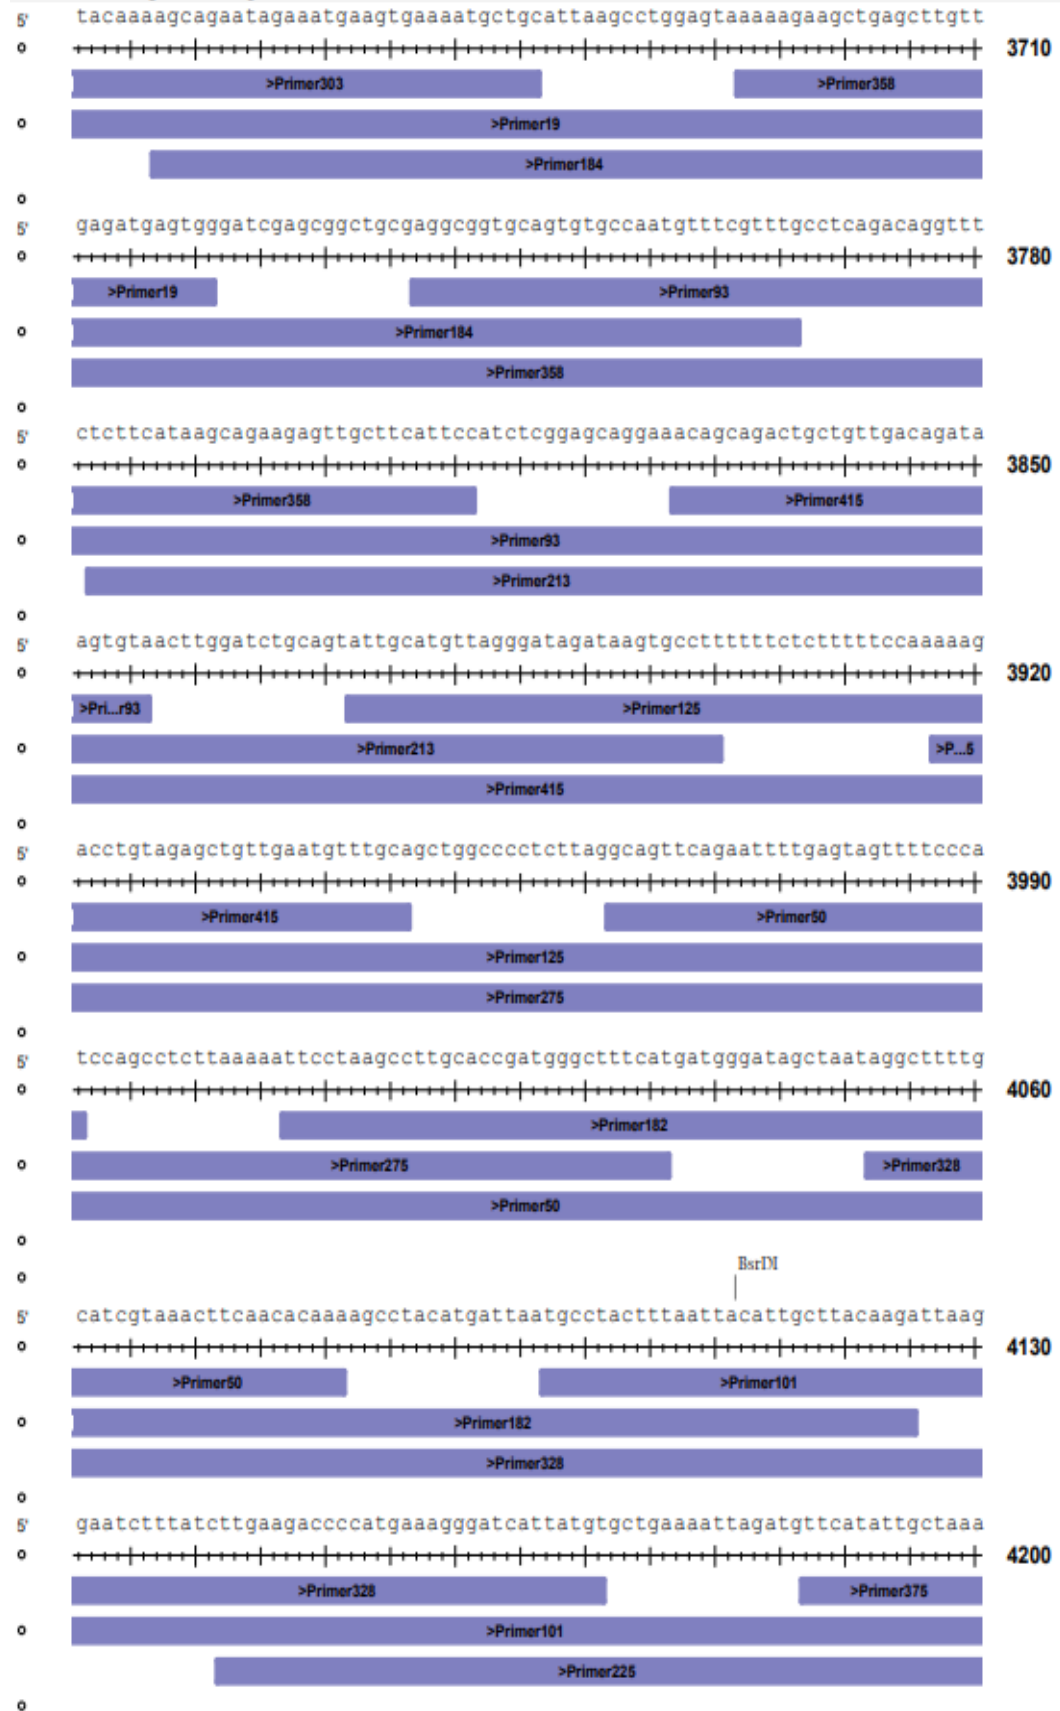 5' tacaaaagcagaatagaaatgaagtgaaaatgctgcattaagcctggagtaaaaagaagctgagcttgtt
o 3710
>Primer303 >Primer358
o >Primer19
>Primer184
o
5' gagatgagtgggatcgagcggctgcgaggcggtgcagtgtgccaatgtttcgtttgcctcagacaggttt
o 3780
>Primer19 >Primer93
o >Primer184
>Primer358
o
5' ctcttcataagcagaagagttgcttcattccatctcggagcaggaaacagcagactgctgttgacagata
o 3850
>Primer358 >Primer415
o >Primer93
>Primer213
o
5' agtgtaacttggatctgcagtattgcatgttagggatagataagtgccttttttctctttttccaaaaag
o 3920
>Pri...r93 >Primer125
o >Primer213 >P...5
>Primer415
o
5' acctgtagagctgttgaatgtttgcagctggcccctcttaggcagttcagaattttgagtagttttccca
o 3990
>Primer415 >Primer50
o >Primer125
>Primer275
o
5' tccagcctcttaaaaattcctaagccttgcaccgatgggctttcatgatgggatagctaataggcttttg
o 4060
>Primer182
o >Primer275 >Primer328
>Primer50
o
o BsrDI
5' catcgtaaacttcaacacaaaagcctacatgattaatgcctactttaattacattgcttacaagattaag
o 4130
>Primer50 >Primer101
o >Primer182
>Primer328
o
5' gaatctttatcttgaagaccccatgaaagggatcattatgtgctgaaaattagatgttcatattgctaaa
o 4200
>Primer328 >Primer375
o >Primer101
>Primer225
o